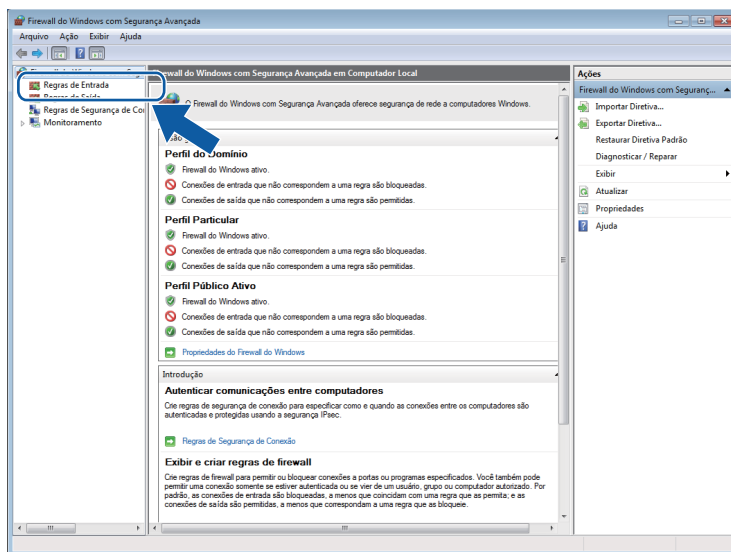 Firewall do Windows com Segurança Avançada
Arquivo Ação Exibir Ajuda
Regras de Entrada
Regras de Saída
Regras de Segurança de Con
Monitoramento
Firewall do Windows com Segurança Avançada em Computador Local
O Firewall do Windows com Segurança Avançada oferece segurança de rede a computadores Windows.
Perfil do Domínio
Firewall do Windows ativo.
Conexões de entrada que não correspondem a uma regra são bloqueadas.
Conexões de saída que não correspondem a uma regra são permitidas.
Perfil Particular
Firewall do Windows ativo.
Conexões de entrada que não correspondem a uma regra são bloqueadas.
Conexões de saída que não correspondem a uma regra são permitidas.
Perfil Público Ativo
Firewall do Windows ativo.
Conexões de entrada que não correspondem a uma regra são bloqueadas.
Conexões de saída que não correspondem a uma regra são permitidas.
Propriedades do Firewall do Windows
Introdução
Autenticar comunicações entre computadores
Crie regras de segurança de conexão para especificar como e quando as conexões entre os computadores são
autenticadas e protegidas usando a segurança IPsec.
Regras de Segurança de Conexão
Exibir e criar regras de firewall
Crie regras de firewall para permitir ou bloquear conexões a portas ou programas especificados. Você também pode
permitir uma conexão somente se estiver autenticada ou se vier de um usuário, grupo ou computador autorizado. Por
padrão, as conexões de entrada são bloqueadas, a menos que coincidam com uma regra que as permita; e as
conexões de saída são permitidas, a menos que correspondam a uma regra que as bloqueie.
Ações
Firewall do Windows com Seguranç...
Importar Diretiva...
Exportar Diretiva...
Restaurar Diretiva Padrão
Diagnosticar / Reparar
Exibir
Atualizar
Propriedades
Ajuda